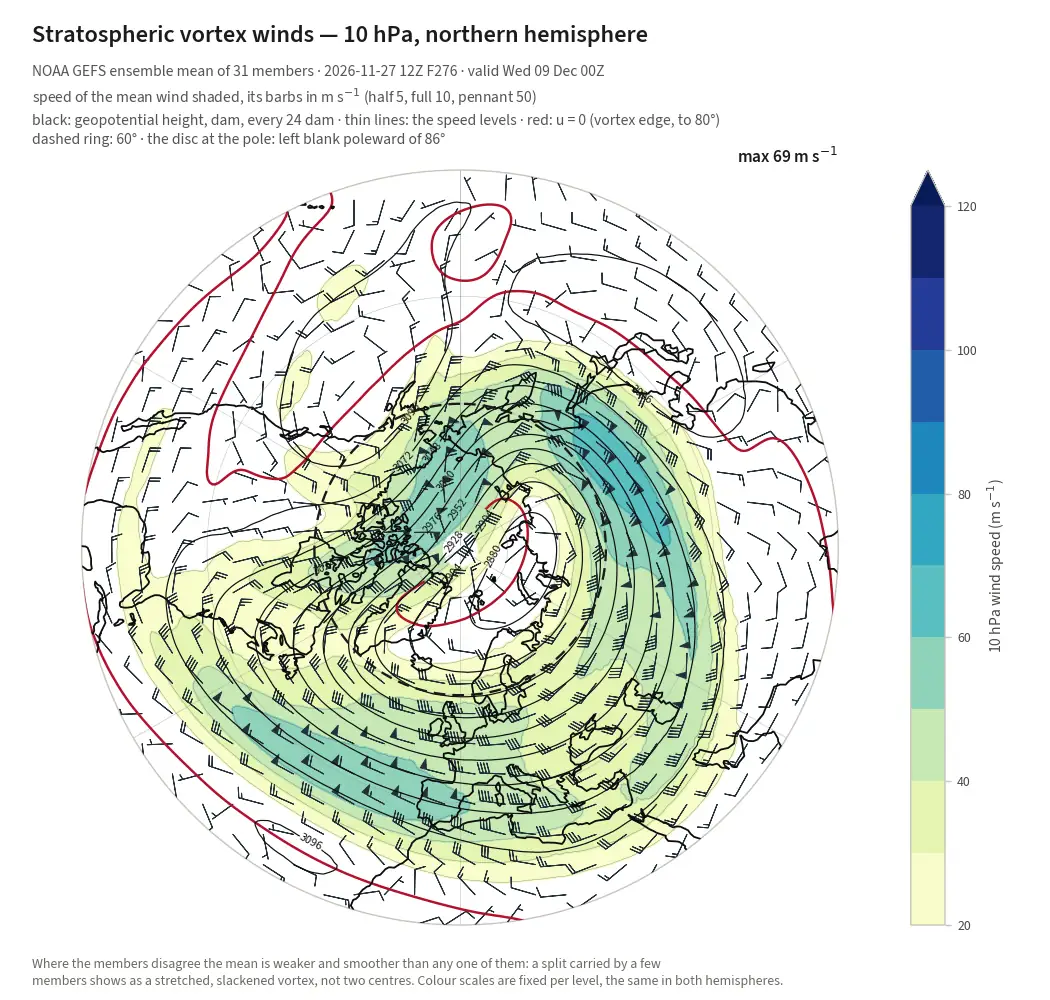 Stratospheric vortex winds — 10 hPa, northern hemisphere
NOAA GEFS ensemble mean of 31 members · 2026-11-27 12Z F276 · valid Wed 09 Dec 00Z
speed of the mean wind shaded, its barbs in m s⁻¹ (half 5, full 10, pennant 50)
black: geopotential height, dam, every 24 dam · thin lines: the speed levels · red: u = 0 (vortex edge, to 80°)
dashed ring: 60° · the disc at the pole: left blank poleward of 86°
max 69 m s⁻¹
120
100
80
60
40
20
10 hPa wind speed (m s⁻¹)
2952
2928
2880
3096
Where the members disagree the mean is weaker and smoother than any one of them: a split carried by a few
members shows as a stretched, slackened vortex, not two centres. Colour scales are fixed per level, the same in both hemispheres.